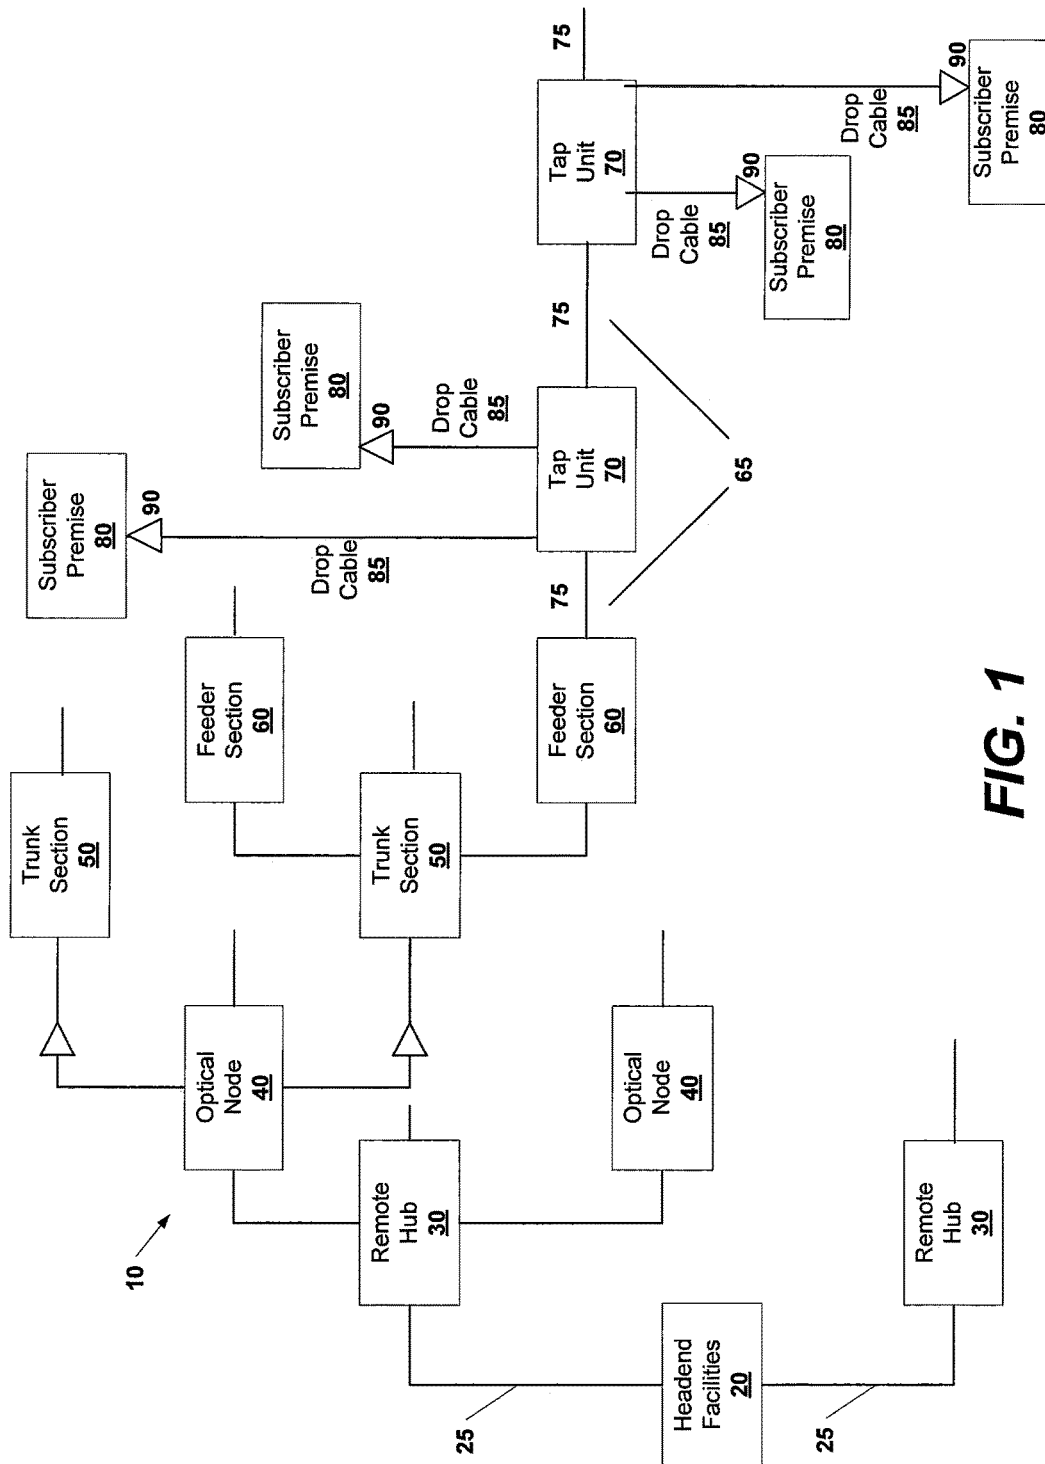 10
Trunk
Section
50
Subscriber
Premise
80
90
Optical
Node
40
Feeder
Section
60
Drop
Cable
85
Subscriber
Premise
80
90
Remote
Hub
30
Trunk
Section
50
Drop
Cable
85
25
Feeder
Section
60
75
Tap
Unit
70
75
Tap
Unit
70
75
Headend
Facilities
20
Optical
Node
40
65
Drop
Cable
85
90
Subscriber
Premise
80
25
Drop
Cable
85
90
Remote
Hub
30
Subscriber
Premise
80
FIG. 1